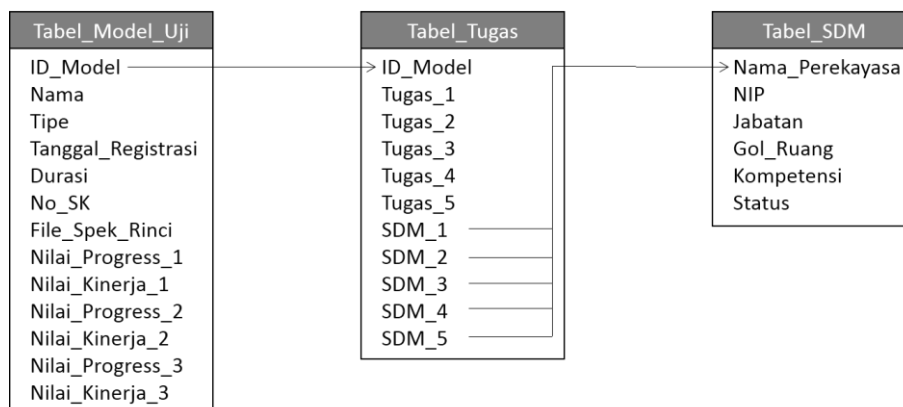 Tabel_Model_Uji
ID_Model
Nama
Tipe
Tanggal_Registrasi
Durasi
No_SK
File_Spek_Rinci
Nilai_Progress_1
Nilai_Kinerja_1
Nilai_Progress_2
Nilai_Kinerja_2
Nilai_Progress_3
Nilai_Kinerja_3
Tabel_Tugas
ID_Model
Tugas_1
Tugas_2
Tugas_3
Tugas_4
Tugas_5
SDM_1
SDM_2
SDM_3
SDM_4
SDM_5
Tabel_SDM
Nama_Perekayasa
NIP
Jabatan
Gol_Ruang
Kompetensi
Status